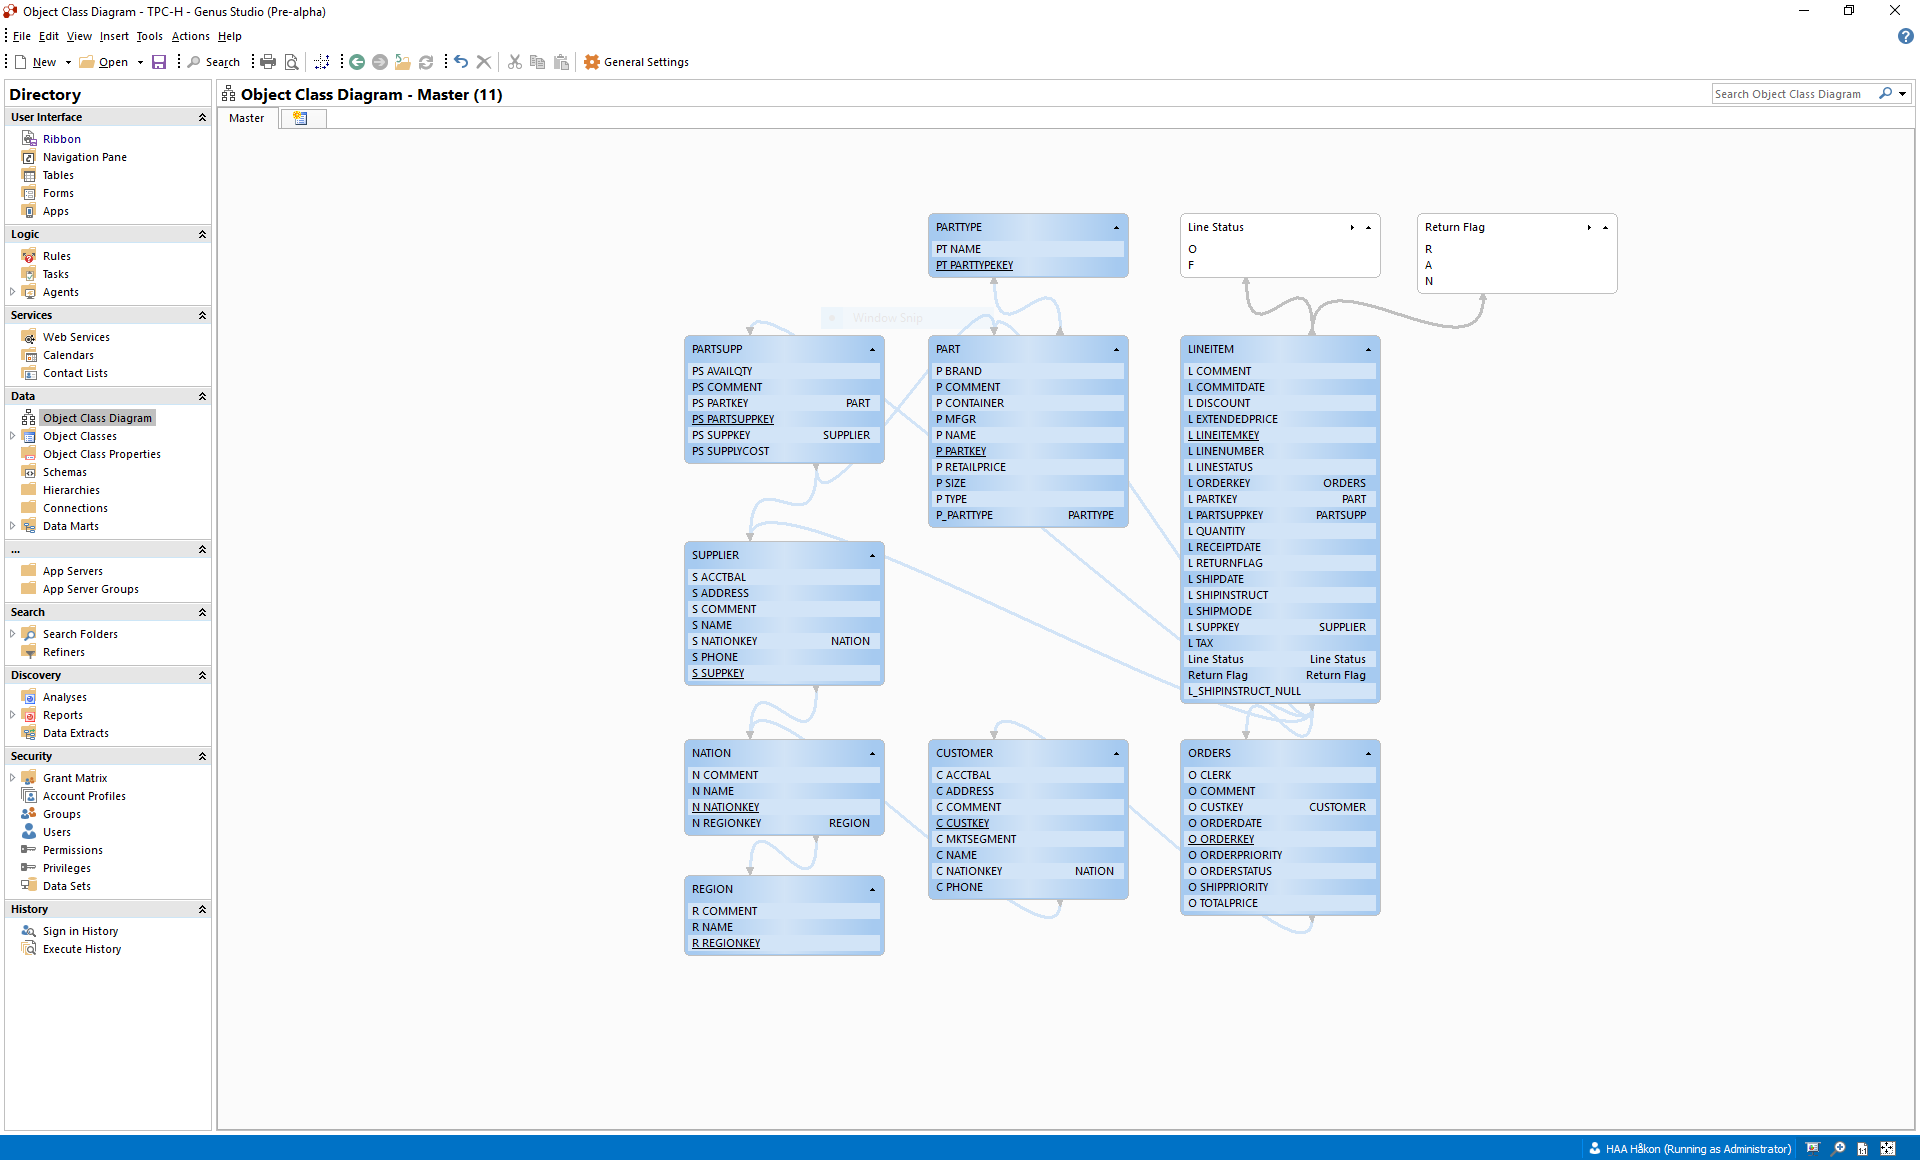 Object Class Diagram - TPC-H - Genus Studio (Pre-alpha)
File Edit View Insert Tools Actions Help
New Open Search General Settings
Directory
User Interface
Ribbon
Navigation Pane
Tables
Forms
Apps
Logic
Rules
Tasks
Agents
Services
Web Services
Calendars
Contact Lists
Data
Object Class Diagram
Object Classes
Object Class Properties
Schemas
Hierarchies
Connections
Data Marts
...
App Servers
App Server Groups
Search
Search Folders
Refiners
Discovery
Analyses
Reports
Data Extracts
Security
Grant Matrix
Account Profiles
Groups
Users
Permissions
Privileges
Data Sets
History
Sign in History
Execute History
Object Class Diagram - Master (11)
Search Object Class Diagram
Master
PARTTYPE
PT NAME
PT PARTTYPEKEY
Line Status
O
F
Return Flag
R
A
N
Window Snip
PARTSUPP
PS AVAILQTY
PS COMMENT
PS PARTKEY PART
PS PARTSUPPKEY
PS SUPPKEY SUPPLIER
PS SUPPLYCOST
PART
P BRAND
P COMMENT
P CONTAINER
P MFGR
P NAME
P PARTKEY
P RETAILPRICE
P SIZE
P TYPE
P_PARTTYPE PARTTYPE
LINEITEM
L COMMENT
L COMMITDATE
L DISCOUNT
L EXTENDEDPRICE
L LINEITEMKEY
L LINENUMBER
L LINESTATUS
L ORDERKEY ORDERS
L PARTKEY PART
L PARTSUPPKEY PARTSUPP
L QUANTITY
L RECEIPTDATE
L RETURNFLAG
L SHIPDATE
L SHIPINSTRUCT
L SHIPMODE
L SUPPKEY SUPPLIER
L TAX
Line Status Line Status
Return Flag Return Flag
L_SHIPINSTRUCT_NULL
SUPPLIER
S ACCTBAL
S ADDRESS
S COMMENT
S NAME
S NATIONKEY NATION
S PHONE
S SUPPKEY
NATION
N COMMENT
N NAME
N NATIONKEY
N REGIONKEY REGION
CUSTOMER
C ACCTBAL
C ADDRESS
C COMMENT
C CUSTKEY
C MKTSEGMENT
C NAME
C NATIONKEY NATION
C PHONE
ORDERS
O CLERK
O COMMENT
O CUSTKEY CUSTOMER
O ORDERDATE
O ORDERKEY
O ORDERPRIORITY
O ORDERSTATUS
O SHIPPRIORITY
O TOTALPRICE
REGION
R COMMENT
R NAME
R REGIONKEY
HAA Håkon (Running as Administrator)